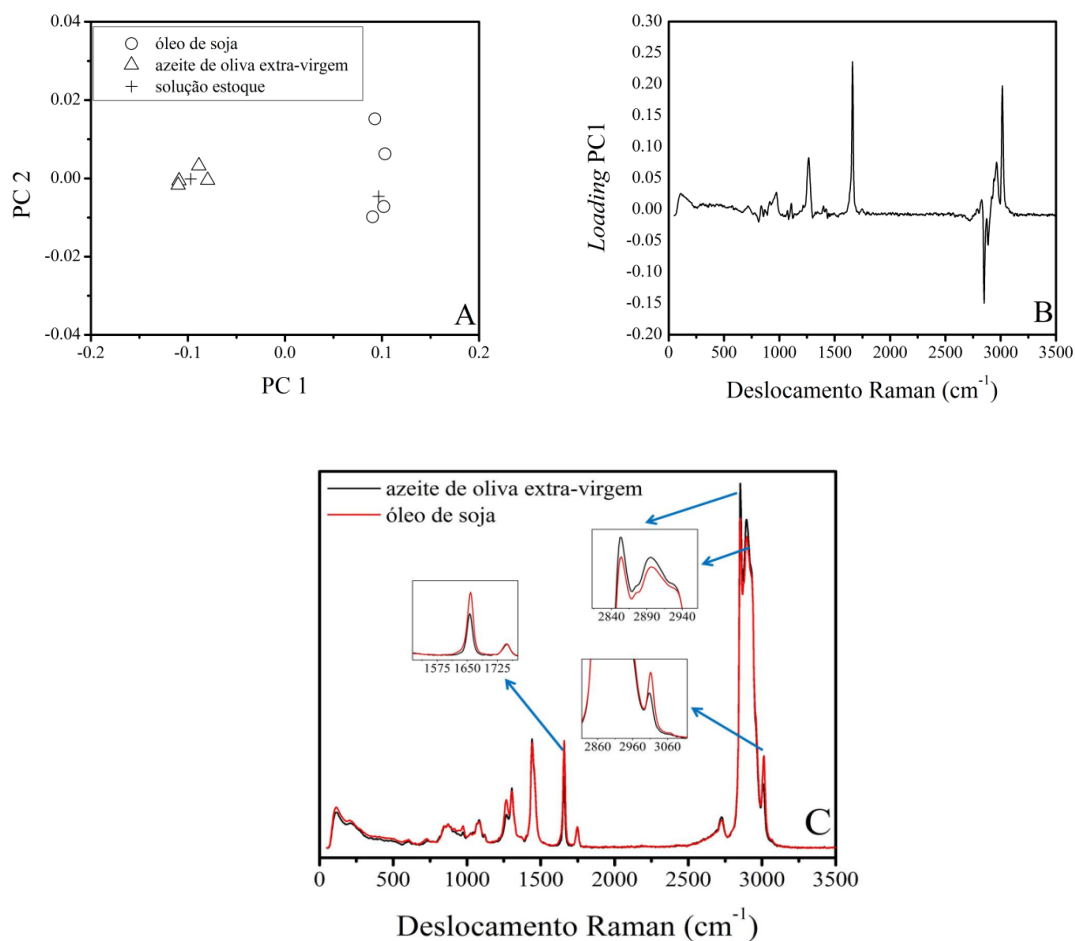 0.04
0.02
0.00
-0.02
-0.04
PC 2
óleo de soja
azeite de oliva extra-virgem
solução estoque
A
-0.2 -0.1 0.0 0.1 0.2
PC 1
0.30
0.25
0.20
0.15
0.10
0.05
0.00
-0.05
-0.10
-0.15
-0.20
Loading PC1
B
0 500 1000 1500 2000 2500 3000 3500
Deslocamento Raman (cm⁻¹)
azeite de oliva extra-virgem
óleo de soja
2840 2890 2940
1575 1650 1725
2860 2960 3060
C
0 500 1000 1500 2000 2500 3000 3500
Deslocamento Raman (cm⁻¹)